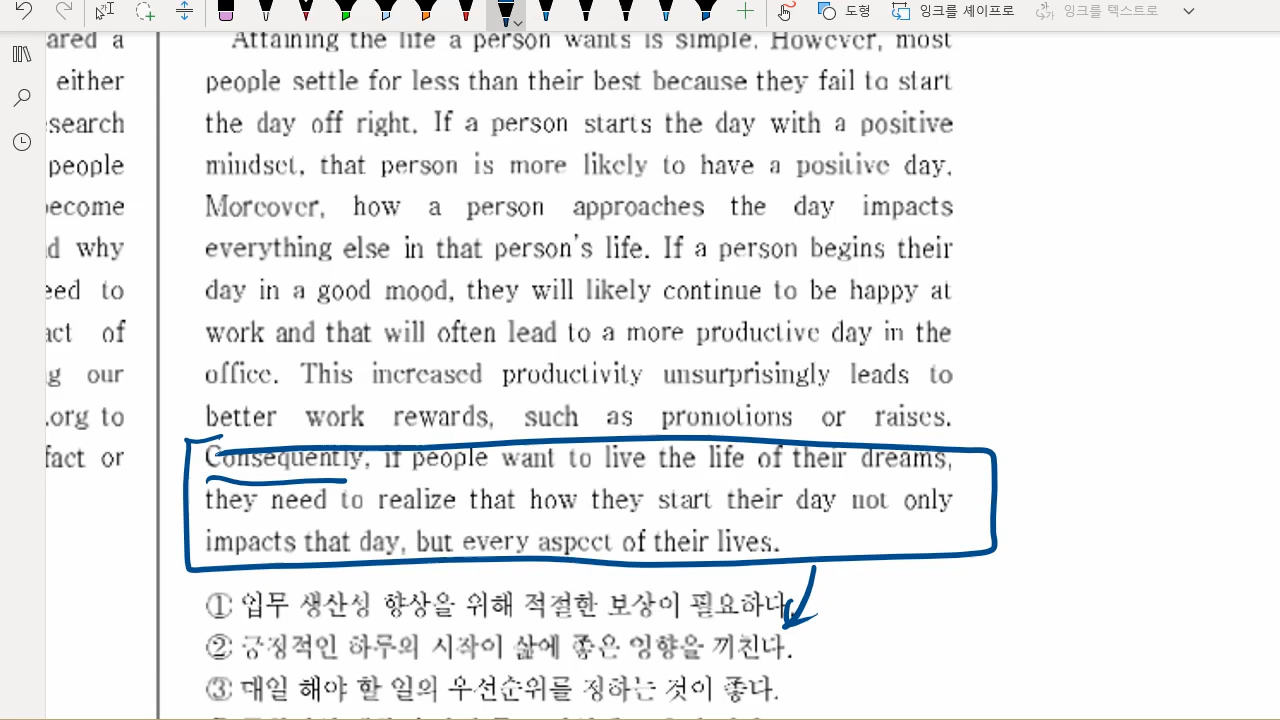 도형
잉크를 셰이프로
잉크를 텍스트로
ared a
either
search
people
ecome
d why
eed to
act of
g our
.org to
fact or
Attaining the life a person wants is simple. However, most
people settle for less than their best because they fail to start
the day off right. If a person starts the day with a positive
mindset, that person is more likely to have a positive day.
Moreover, how a person approaches the day impacts
everything else in that person's life. If a person begins their
day in a good mood, they will likely continue to be happy at
work and that will often lead to a more productive day in the
office. This increased productivity unsurprisingly leads to
better work rewards, such as promotions or raises.
Consequently, if people want to live the life of their dreams,
they need to realize that how they start their day not only
impacts that day, but every aspect of their lives.
① 업무 생산성 향상을 위해 적절한 보상이 필요하다.
② 긍정적인 하루의 시작이 삶에 좋은 영향을 끼친다.
③ 매일 해야 할 일의 우선순위를 정하는 것이 좋다.